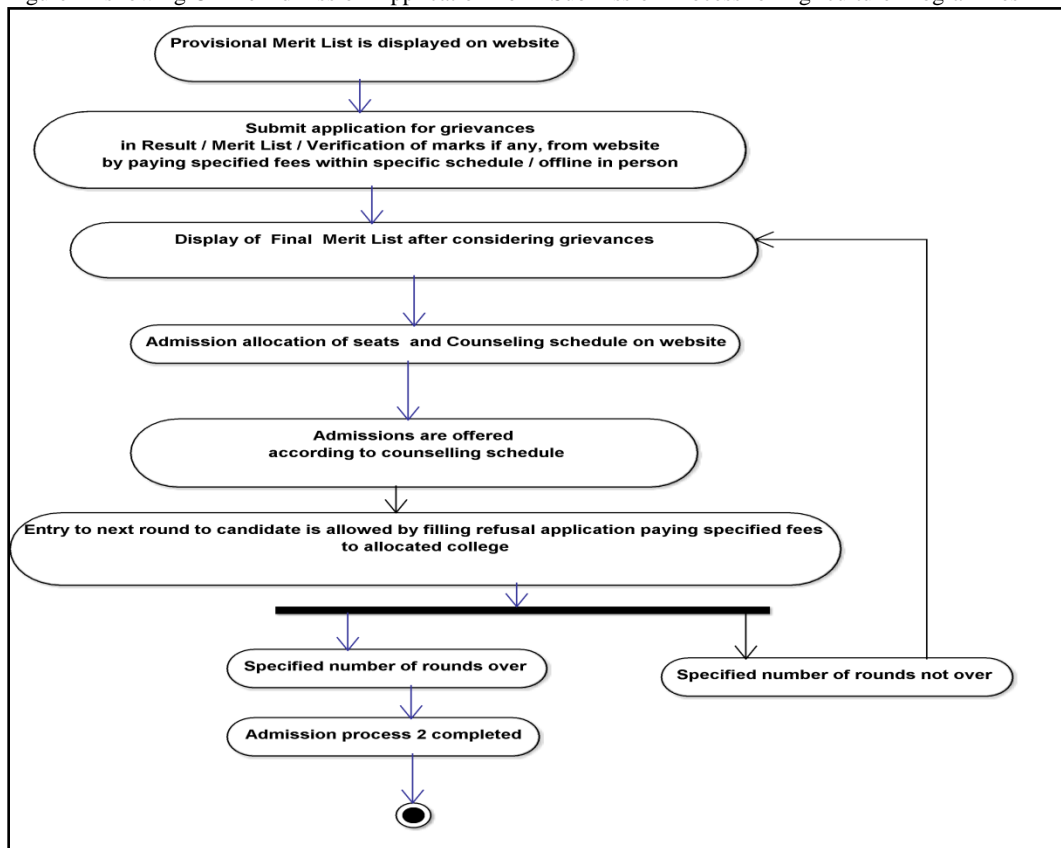 Provisional Merit List is displayed on website
Submit application for grievances
in Result / Merit List / Verification of marks if any, from website
by paying specified fees within specific schedule / offline in person
Display of Final Merit List after considering grievances
Admission allocation of seats and Counseling schedule on website
Admissions are offered
according to counselling schedule
Entry to next round to candidate is allowed by filling refusal application paying specified fees
to allocated college
Specified number of rounds over
Specified number of rounds not over
Admission process 2 completed